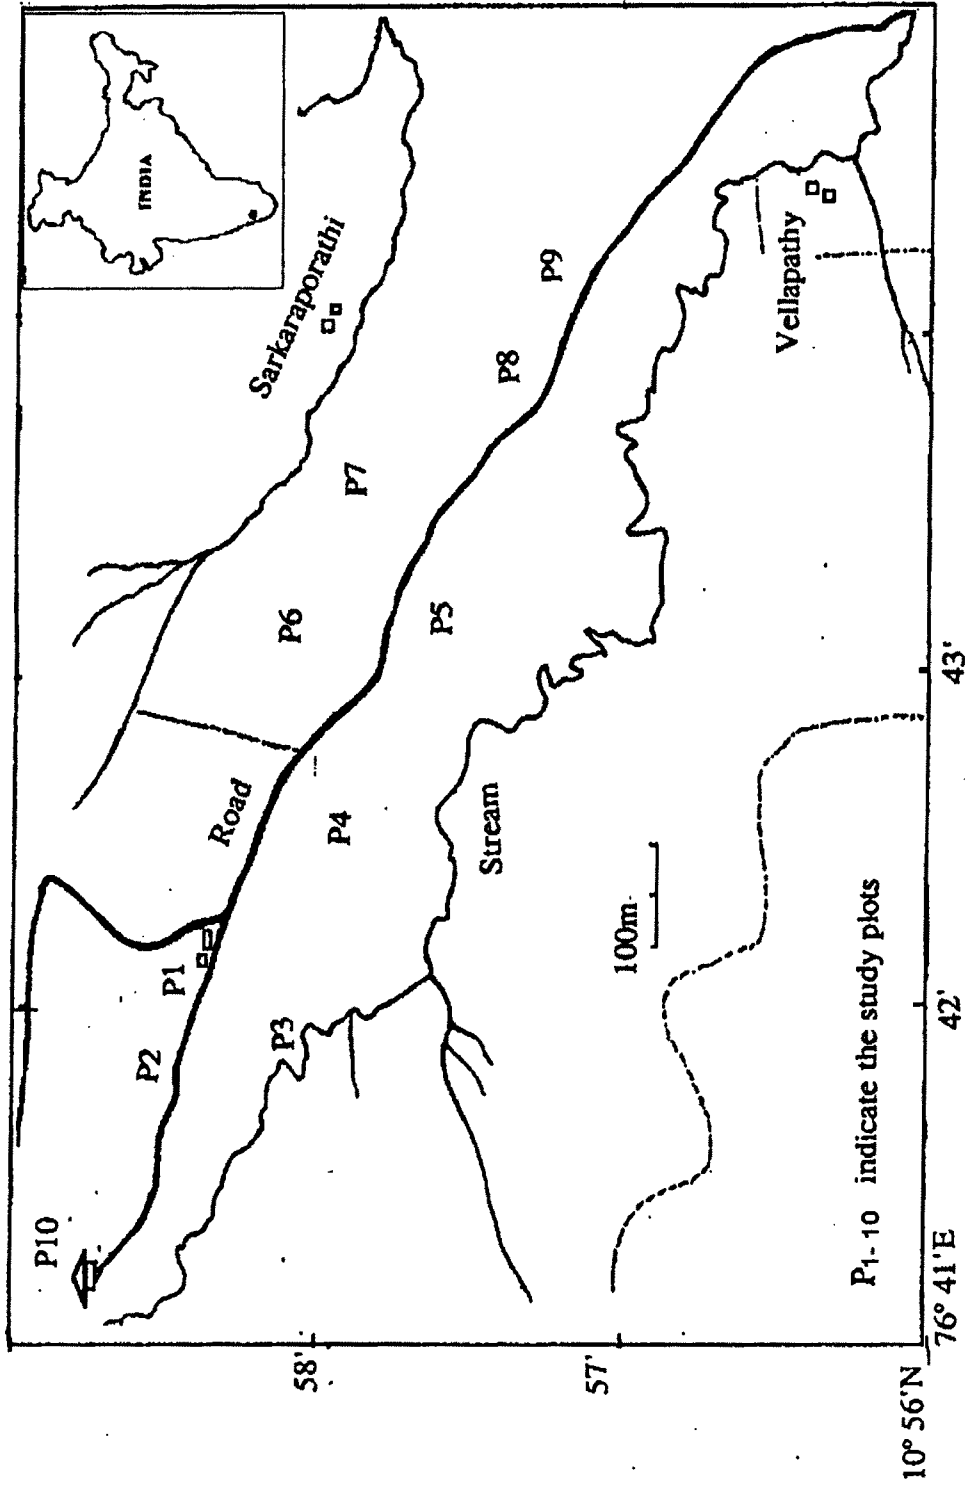 INDIA
Sarkaraporathi
P10
P2
P1
Road
P3
P4
P6
P5
P7
P8
P9
Stream
Vellapathy
100m
P1-10 indicate the study plots
58'
57'
10° 56'N
76° 41'E
42'
43'